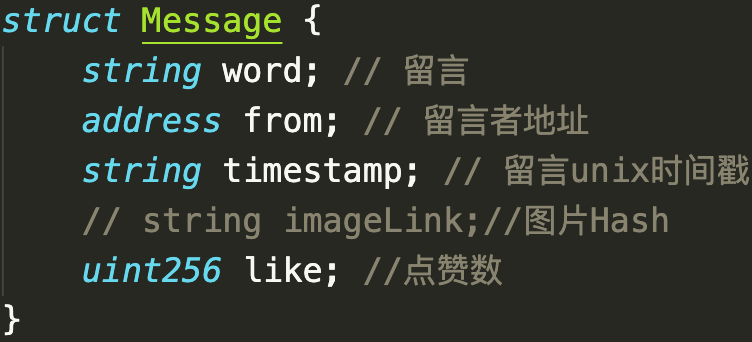 struct Message {
    string word; // 留言
    address from; // 留言者地址
    string timestamp; // 留言unix时间戳
    // string imageLink;//图片Hash
    uint256 like; //点赞数
}